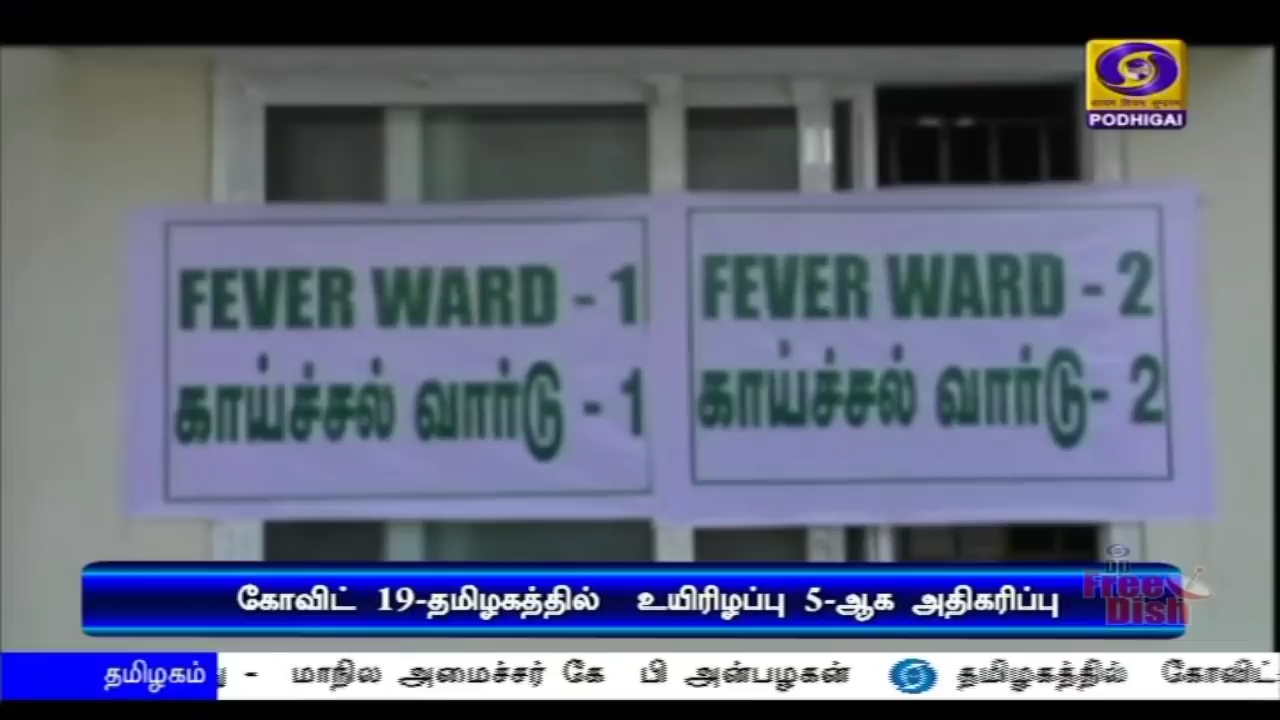 PODHIGAI
FEVER WARD - 1
காய்ச்சல் வார்டு - 1
FEVER WARD - 2
காய்ச்சல் வார்டு- 2
கோவிட் 19-தமிழகத்தில் உயிரிழப்பு 5-ஆக அதிகரிப்பு
Free Dish
தமிழகம்
- மாநில அமைச்சர் கே பி அன்பழகன் தமிழகத்தில் கோவிட்